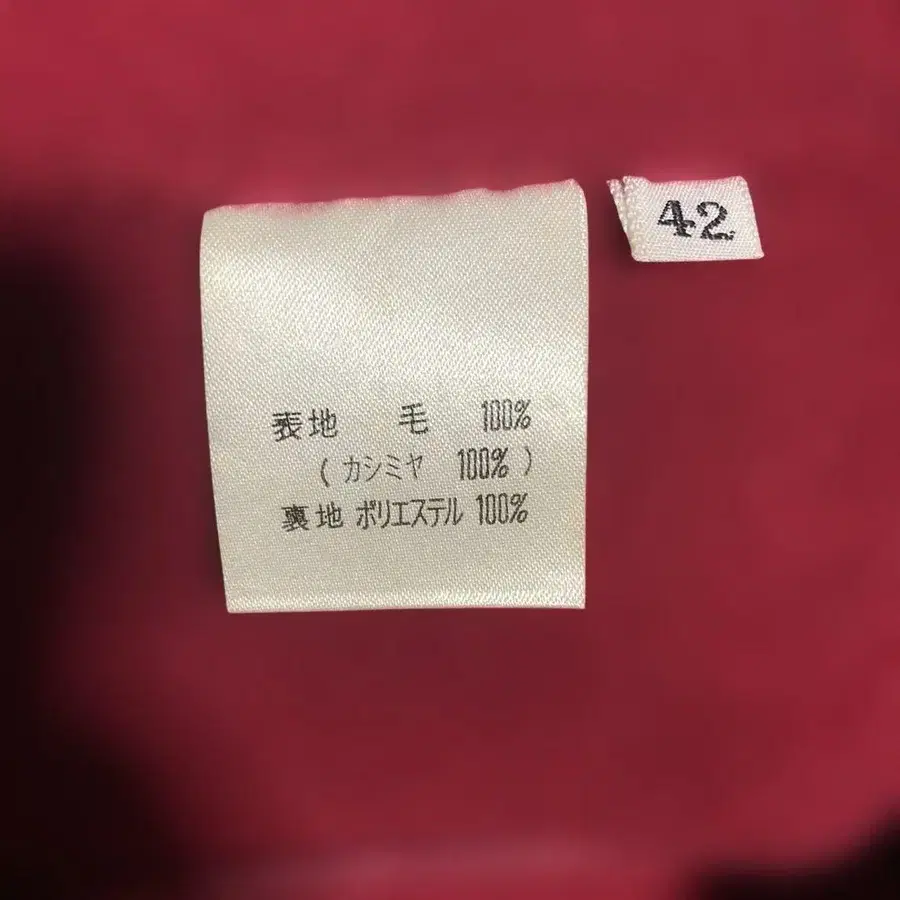 42
表地 毛 100%
( カシミヤ 100% )
裏地 ポリエステル 100%